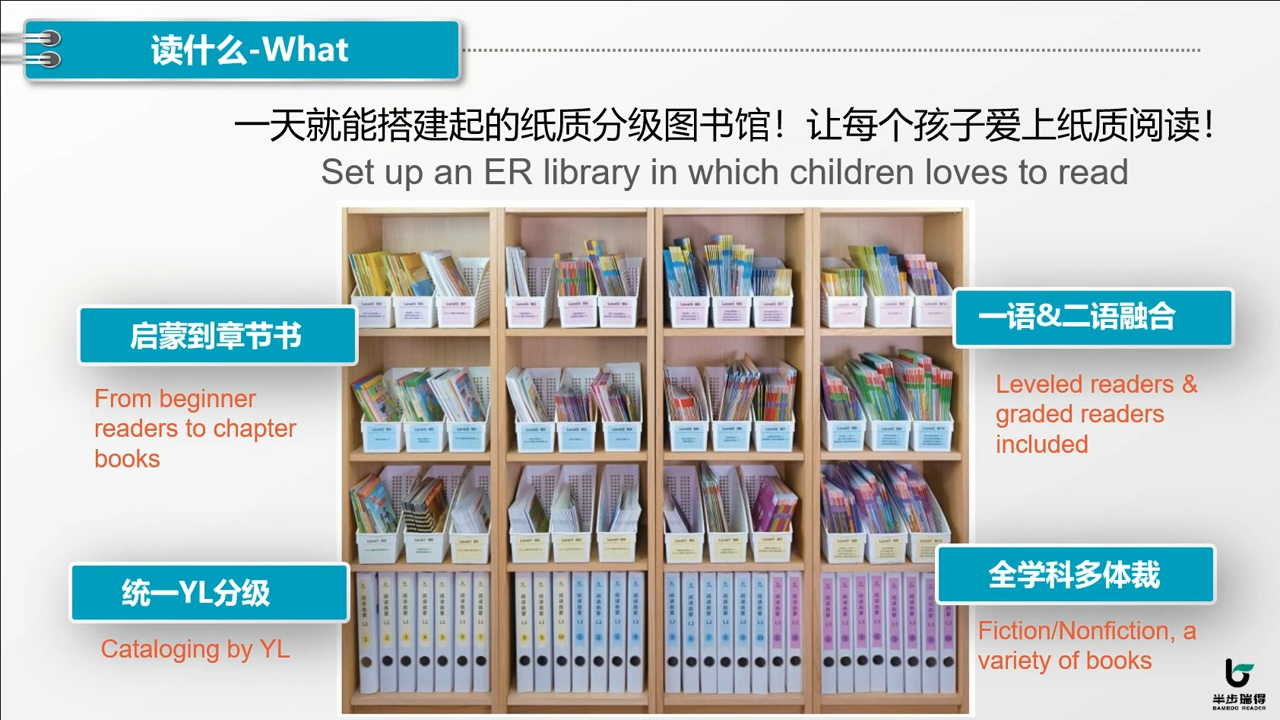 读什么-What
一天就能搭建起的纸质分级图书馆！让每个孩子爱上纸质阅读！
Set up an ER library in which children loves to read
启蒙到章节书
From beginner
readers to chapter
books
一语&二语融合
Leveled readers &
graded readers
included
统一YL分级
Cataloging by YL
全学科多体裁
Fiction/Nonfiction, a
variety of books
半步瑞得
BAMBOO READER